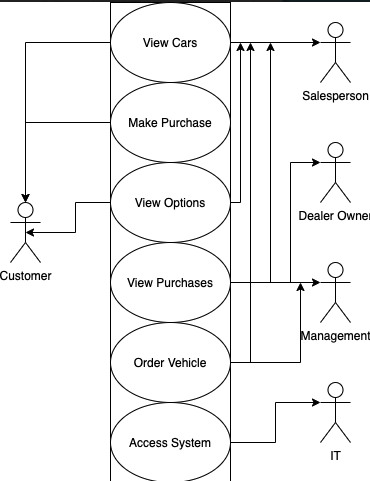 View Cars
Salesperson
Make Purchase
View Options
Dealer Owner
Customer
View Purchases
Management
Order Vehicle
Access System
IT